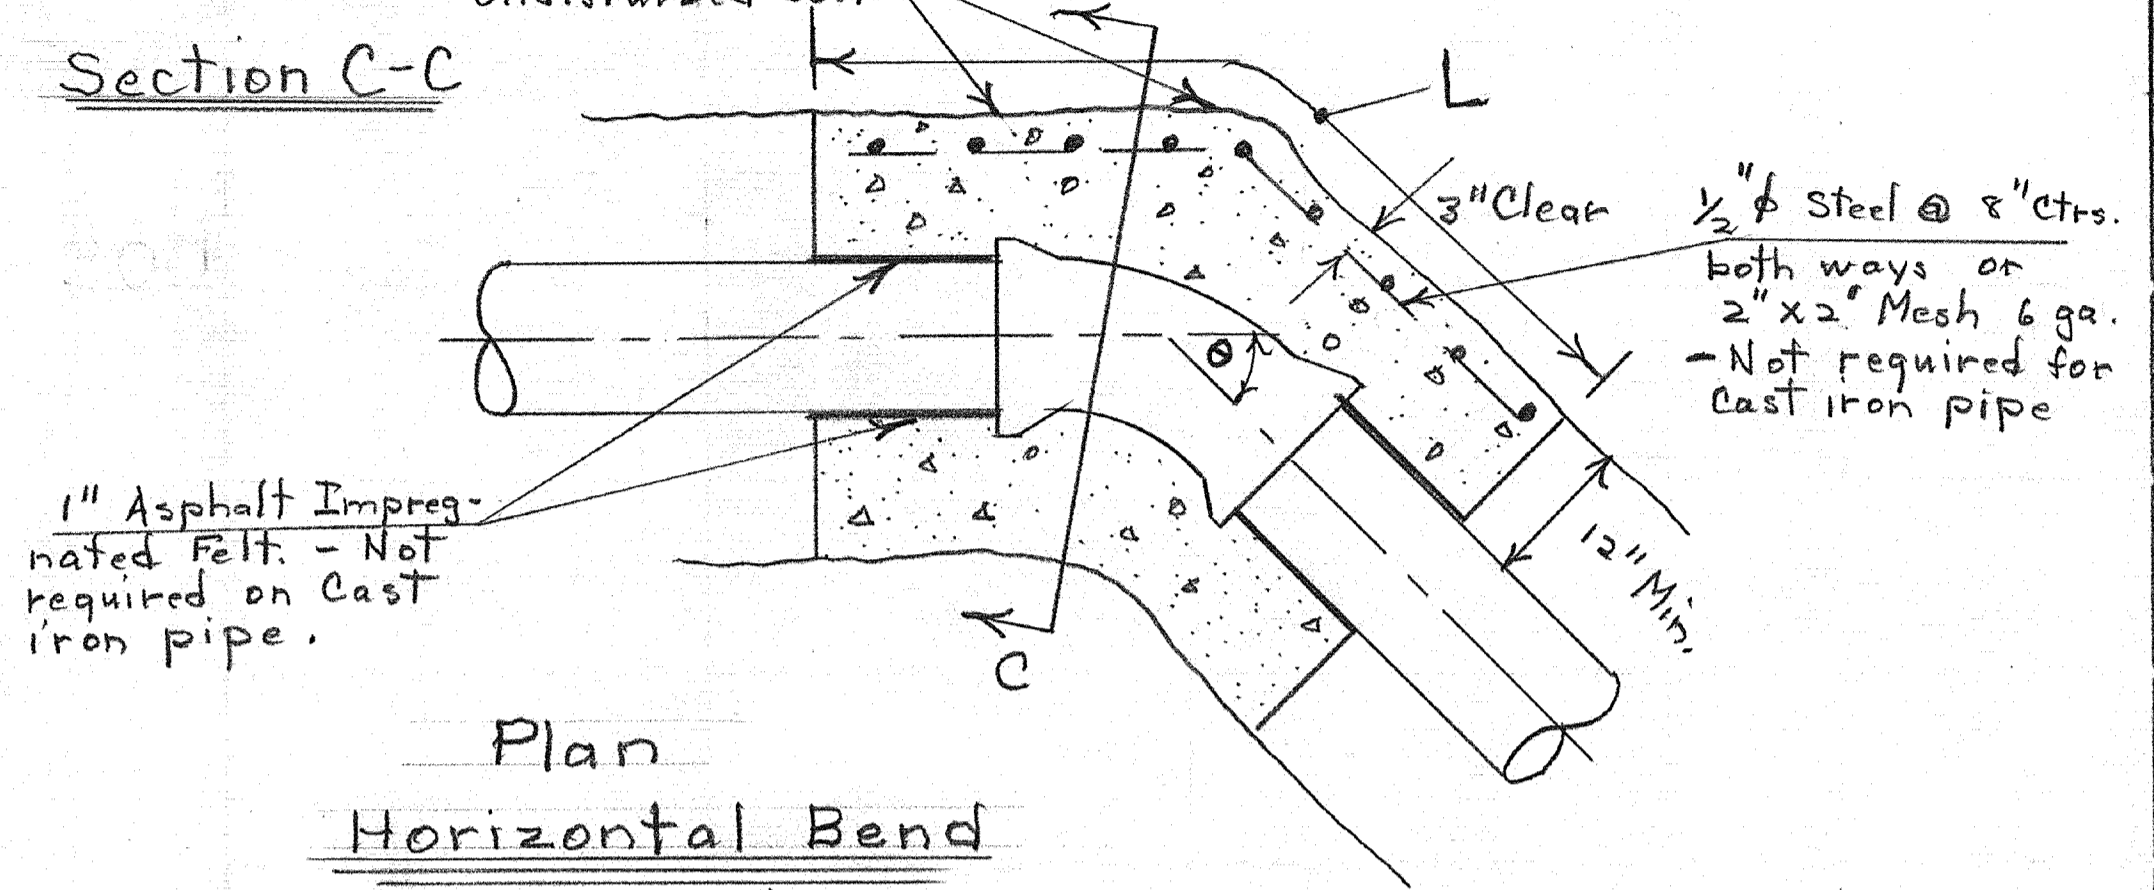 Section C-C
L
3" Clear
1/2" ϕ Steel @ 8" Ctrs.
both ways or
2" x 2" Mesh 6 ga.
- Not required for
Cast iron pipe
θ
1" Asphalt Impreg-
nated Felt. - Not
required on Cast
iron pipe.
12" Min.
C
Plan
Horizontal Bend